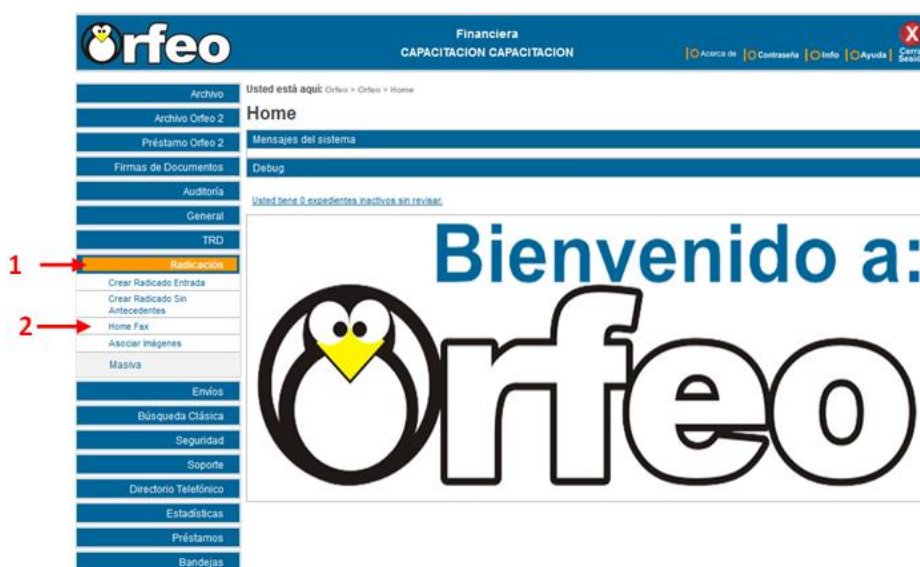 Orfeo
Financiera
CAPACITACION CAPACITACION
Acerca de
Contraseña
Info
Ayuda
Cerrar
Sesió
Archivo
Archivo Orfeo 2
Préstamo Orfeo 2
Firmas de Documentos
Auditoría
General
TRD
1
Radicación
Crear Radicado Entrada
Crear Radicado Sin
Antecedentes
2
Home Fax
Asociar Imágenes
Masiva
Envíos
Búsqueda Clásica
Seguridad
Soporte
Directorio Telefónico
Estadísticas
Préstamos
Bandejas
Usted está aquí: Orfeo > Orfeo > Home
Home
Mensajes del sistema
Debug
Usted tiene 0 expedientes inactivos sin revisar.
Bienvenido a:
Orfeo